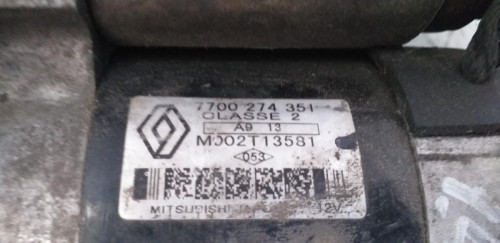 7700 274 351
CLASSE 2
A9 13
M002T13581
053
MITSUBISHI 12V